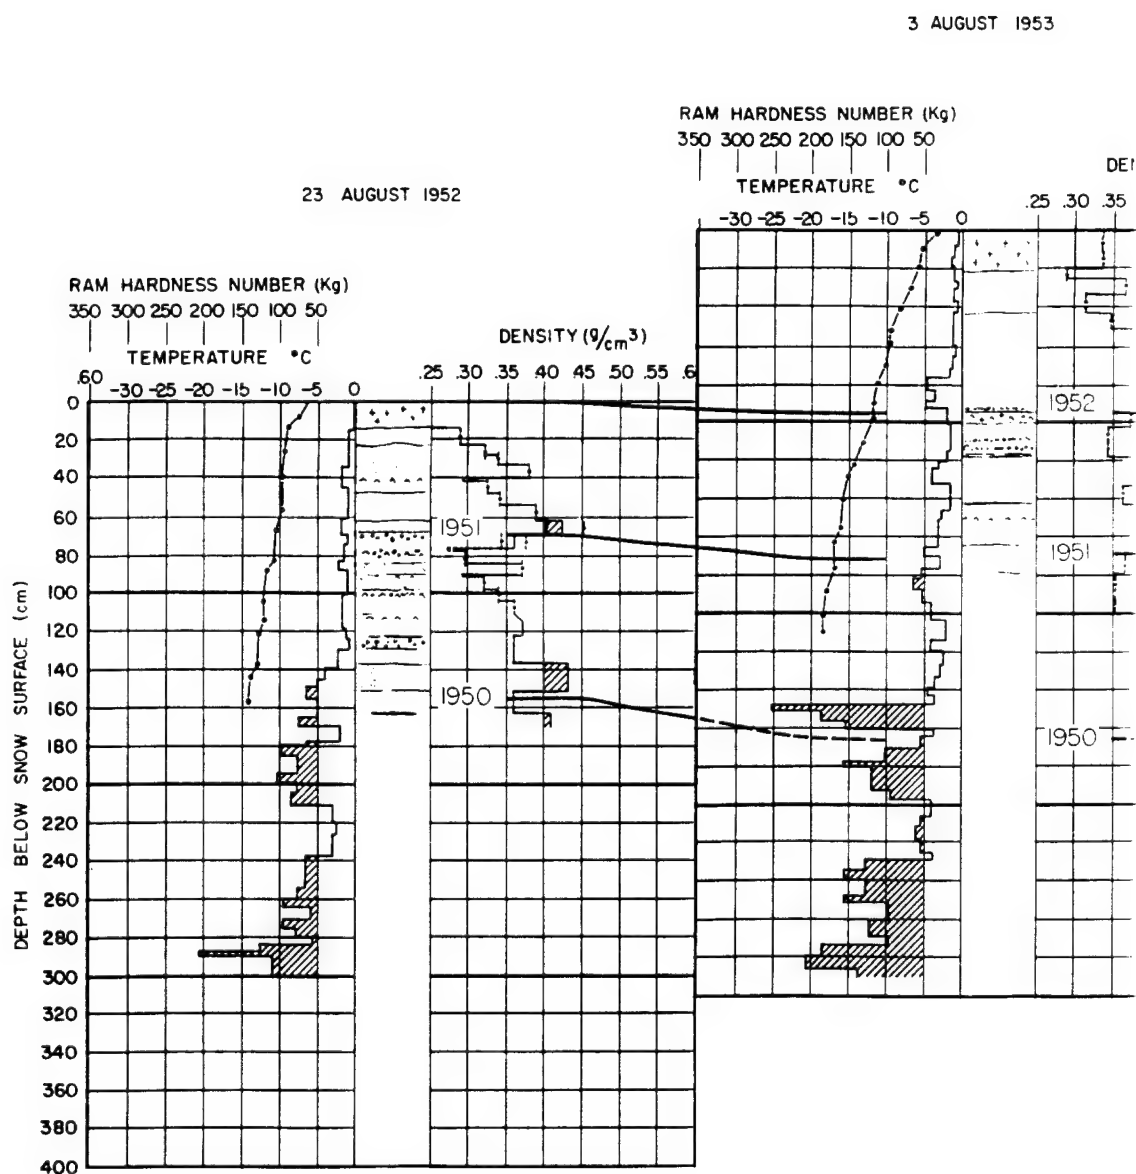 3 AUGUST 1953
RAM HARDNESS NUMBER (Kg)
350 300 250 200 150 100 50
DEN
23 AUGUST 1952
TEMPERATURE °C
-30 -25 -20 -15 -10 -5 0 .25 .30 .35
RAM HARDNESS NUMBER (Kg)
350 300 250 200 150 100 50
DENSITY (g/cm3)
TEMPERATURE °C
.60 -30 -25 -20 -15 -10 -5 0 .25 .30 .35 .40 .45 .50 .55 .6
0
1952
20
40
60
1951
80
1951
100
120
140
1950
160
1950
180
200
220
240
260
280
300
320
340
360
380
400
DEPTH BELOW SNOW SURFACE (cm)